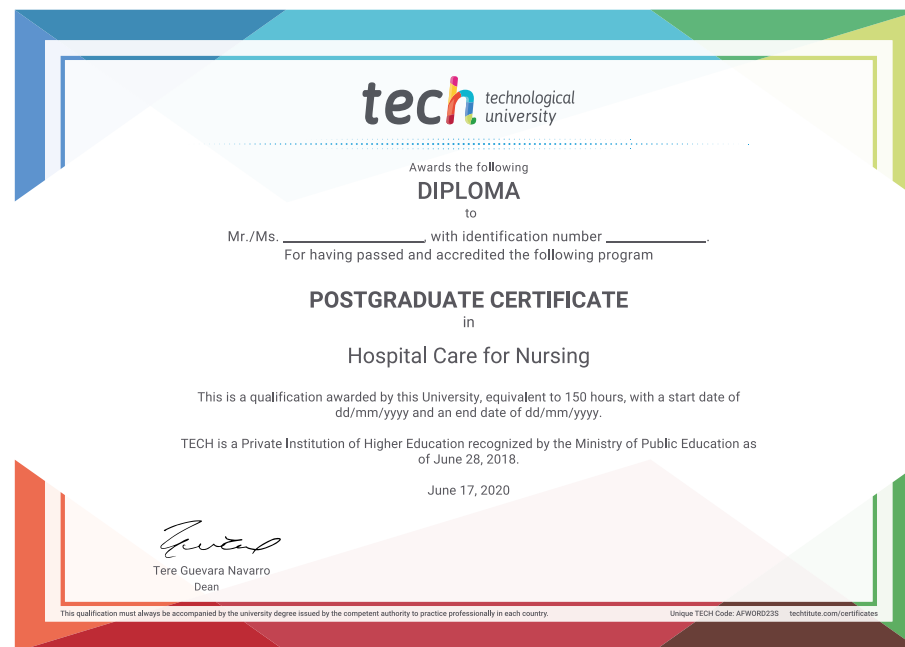 tech technological
university
Awards the following
DIPLOMA
to
Mr./Ms. ____________________, with identification number ______________.
For having passed and accredited the following program
POSTGRADUATE CERTIFICATE
in
Hospital Care for Nursing
This is a qualification awarded by this University, equivalent to 150 hours, with a start date of
dd/mm/yyyy and an end date of dd/mm/yyyy.
TECH is a Private Institution of Higher Education recognized by the Ministry of Public Education as
of June 28, 2018.
June 17, 2020
Tere Guevara Navarro
Dean
This qualification must always be accompanied by the university degree issued by the competent authority to practice professionally in each country. Unique TECH Code: AFWORD23S techtitute.com/certificates